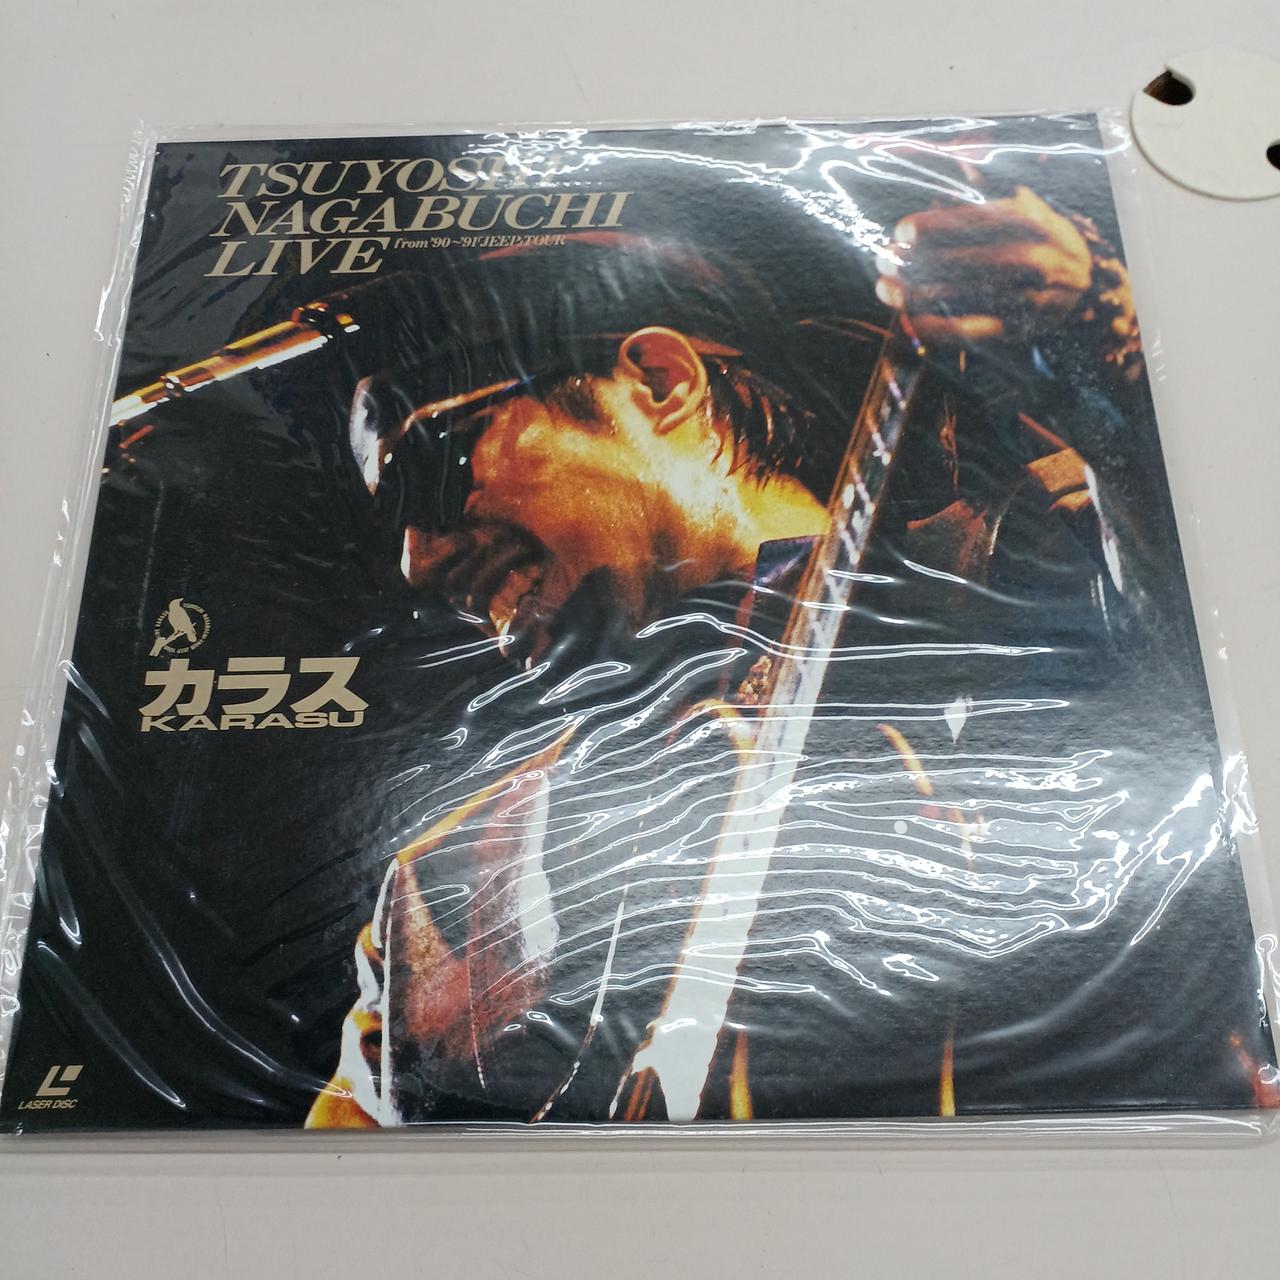 TSUYOSHI
NAGABUCHI
LIVE from '90~'91 JEEP TOUR
カラス
KARASU
LASER DISC